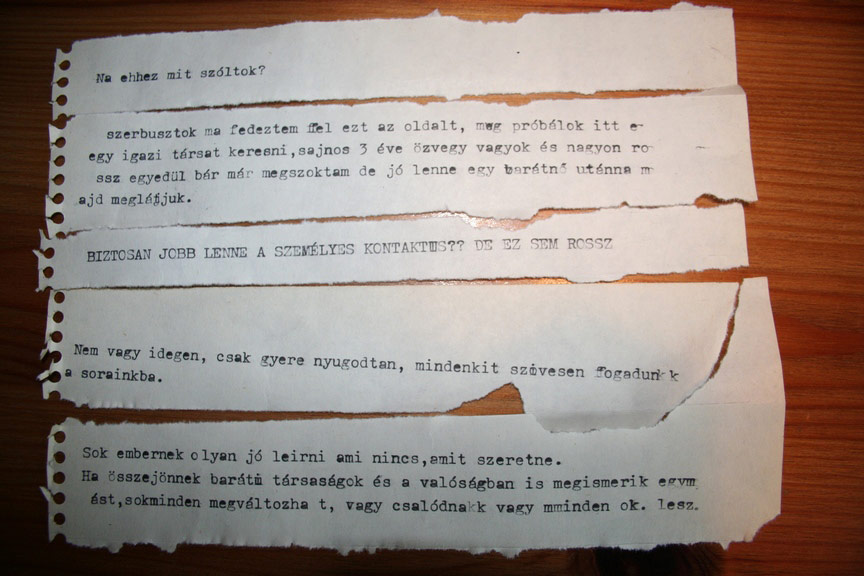 Na ehhez mit szóltok?
szerbusztok ma fedeztem fel ezt az oldalt, meg próbálok itt e-
egy igazi társat keresni,sajnos 3 éve özvegy vagyok és nagyon ro-
ssz egyedül bár már megszoktam de jó lenne egy barátnő utánna m
ajd meglátjuk.
BIZTOSAN JOBB LENNE A SZEMÉLYES KONTAKTUS?? DE EZ SEM ROSSZ
Nem vagy idegen, csak gyere nyugodtan, mindenkit szivesen fogadunk k
a sorainkba.
Sok embernek olyan jó leirni ami nincs,amit szeretne.
Ha összejönnek baráti társaságok és a valóságban is megismerik egym
ást,sokminden megváltozha t, vagy csalódnakk vagy mminden ok. lesz.